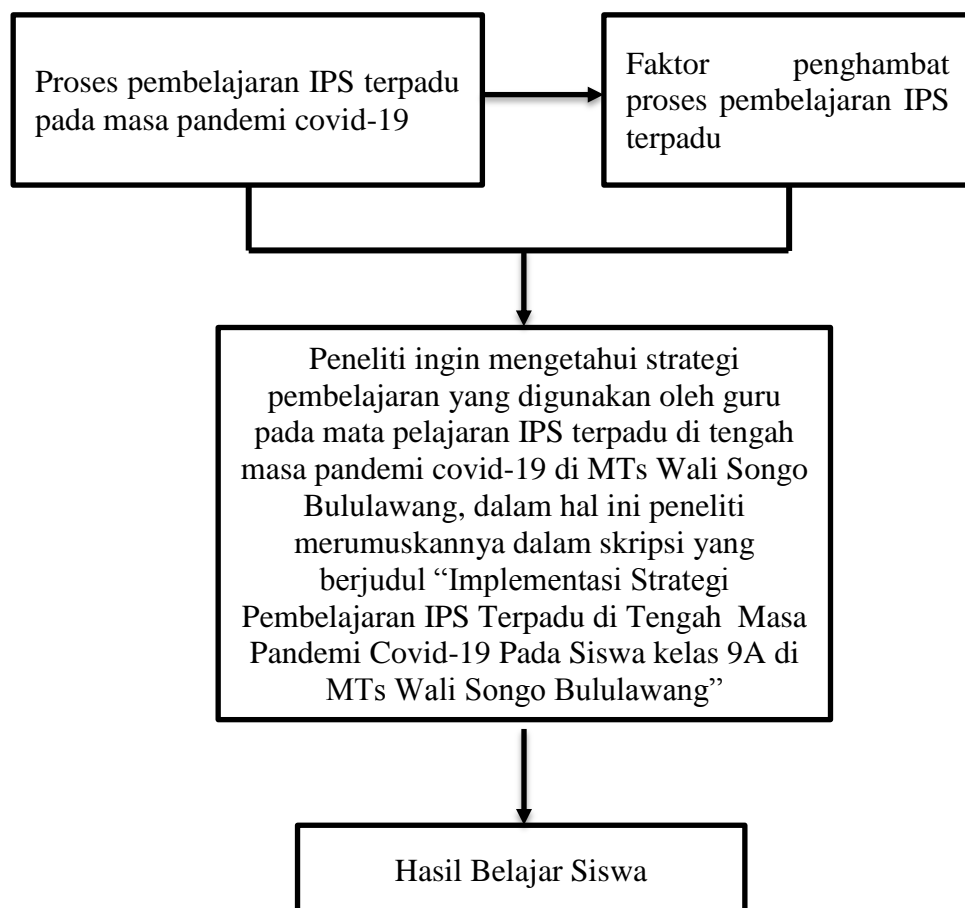 Proses pembelajaran IPS terpadu
pada masa pandemi covid-19
Faktor penghambat
proses pembelajaran IPS
terpadu
Peneliti ingin mengetahui strategi
pembelajaran yang digunakan oleh guru
pada mata pelajaran IPS terpadu di tengah
masa pandemi covid-19 di MTs Wali Songo
Bululawang, dalam hal ini peneliti
merumuskannya dalam skripsi yang
berjudul “Implementasi Strategi
Pembelajaran IPS Terpadu di Tengah Masa
Pandemi Covid-19 Pada Siswa kelas 9A di
MTs Wali Songo Bululawang”
Hasil Belajar Siswa